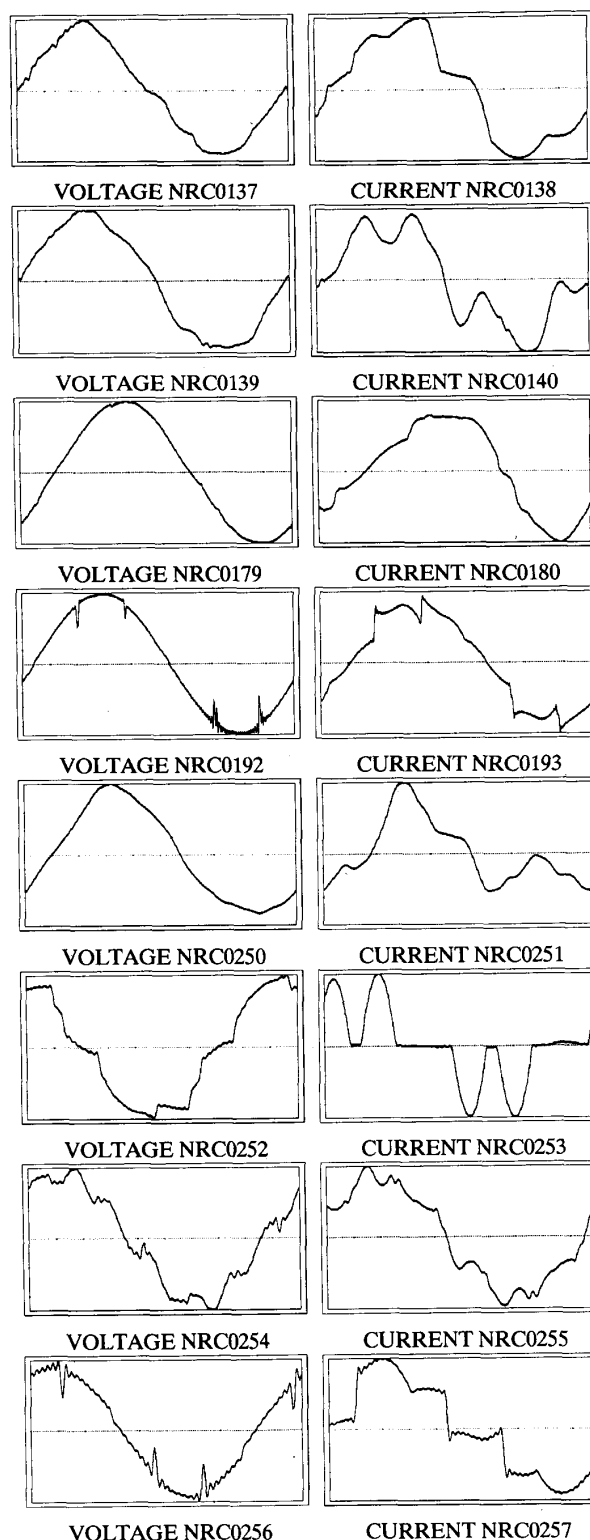 VOLTAGE NRC0137 CURRENT NRC0138
VOLTAGE NRC0139 CURRENT NRC0140
VOLTAGE NRC0179 CURRENT NRC0180
VOLTAGE NRC0192 CURRENT NRC0193
VOLTAGE NRC0250 CURRENT NRC0251
VOLTAGE NRC0252 CURRENT NRC0253
VOLTAGE NRC0254 CURRENT NRC0255
VOLTAGE NRC0256 CURRENT NRC0257